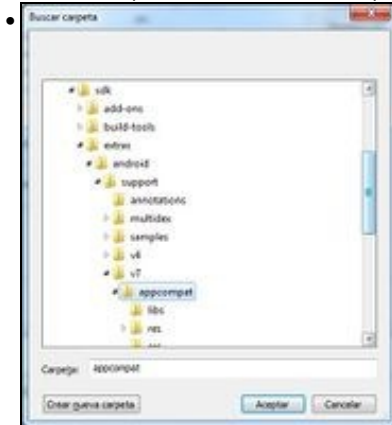 Buscar carpeta
sdk
add-ons
build-tools
extras
android
support
annotations
multidex
samples
v4
v7
appcompat
libs
res
Carpeta: appcompat
Crear nueva carpeta
Aceptar
Cancelar